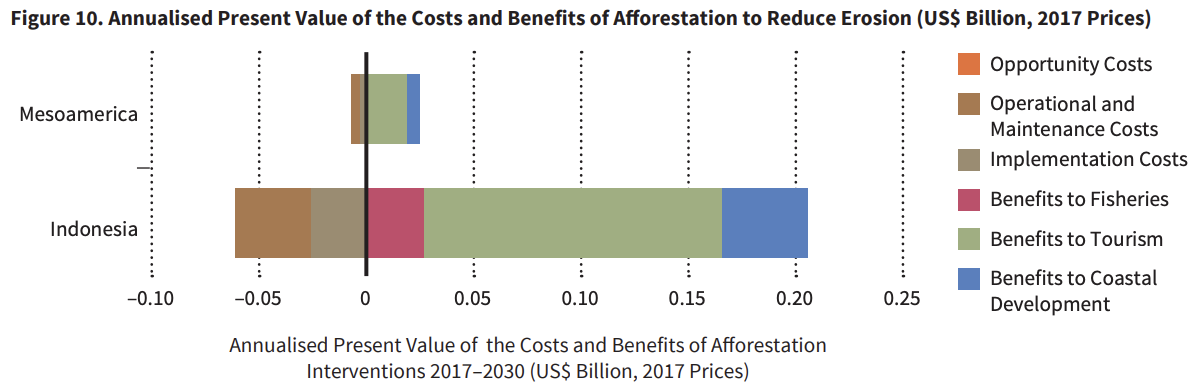 Figure 10. Annualised Present Value of the Costs and Benefits of Afforestation to Reduce Erosion (US$ Billion, 2017 Prices)
Mesoamerica
Indonesia
–0.10
–0.05
0
0.05
0.10
0.15
0.20
0.25
Annualised Present Value of the Costs and Benefits of Afforestation
Interventions 2017–2030 (US$ Billion, 2017 Prices)
Opportunity Costs
Operational and
Maintenance Costs
Implementation Costs
Benefits to Fisheries
Benefits to Tourism
Benefits to Coastal
Development